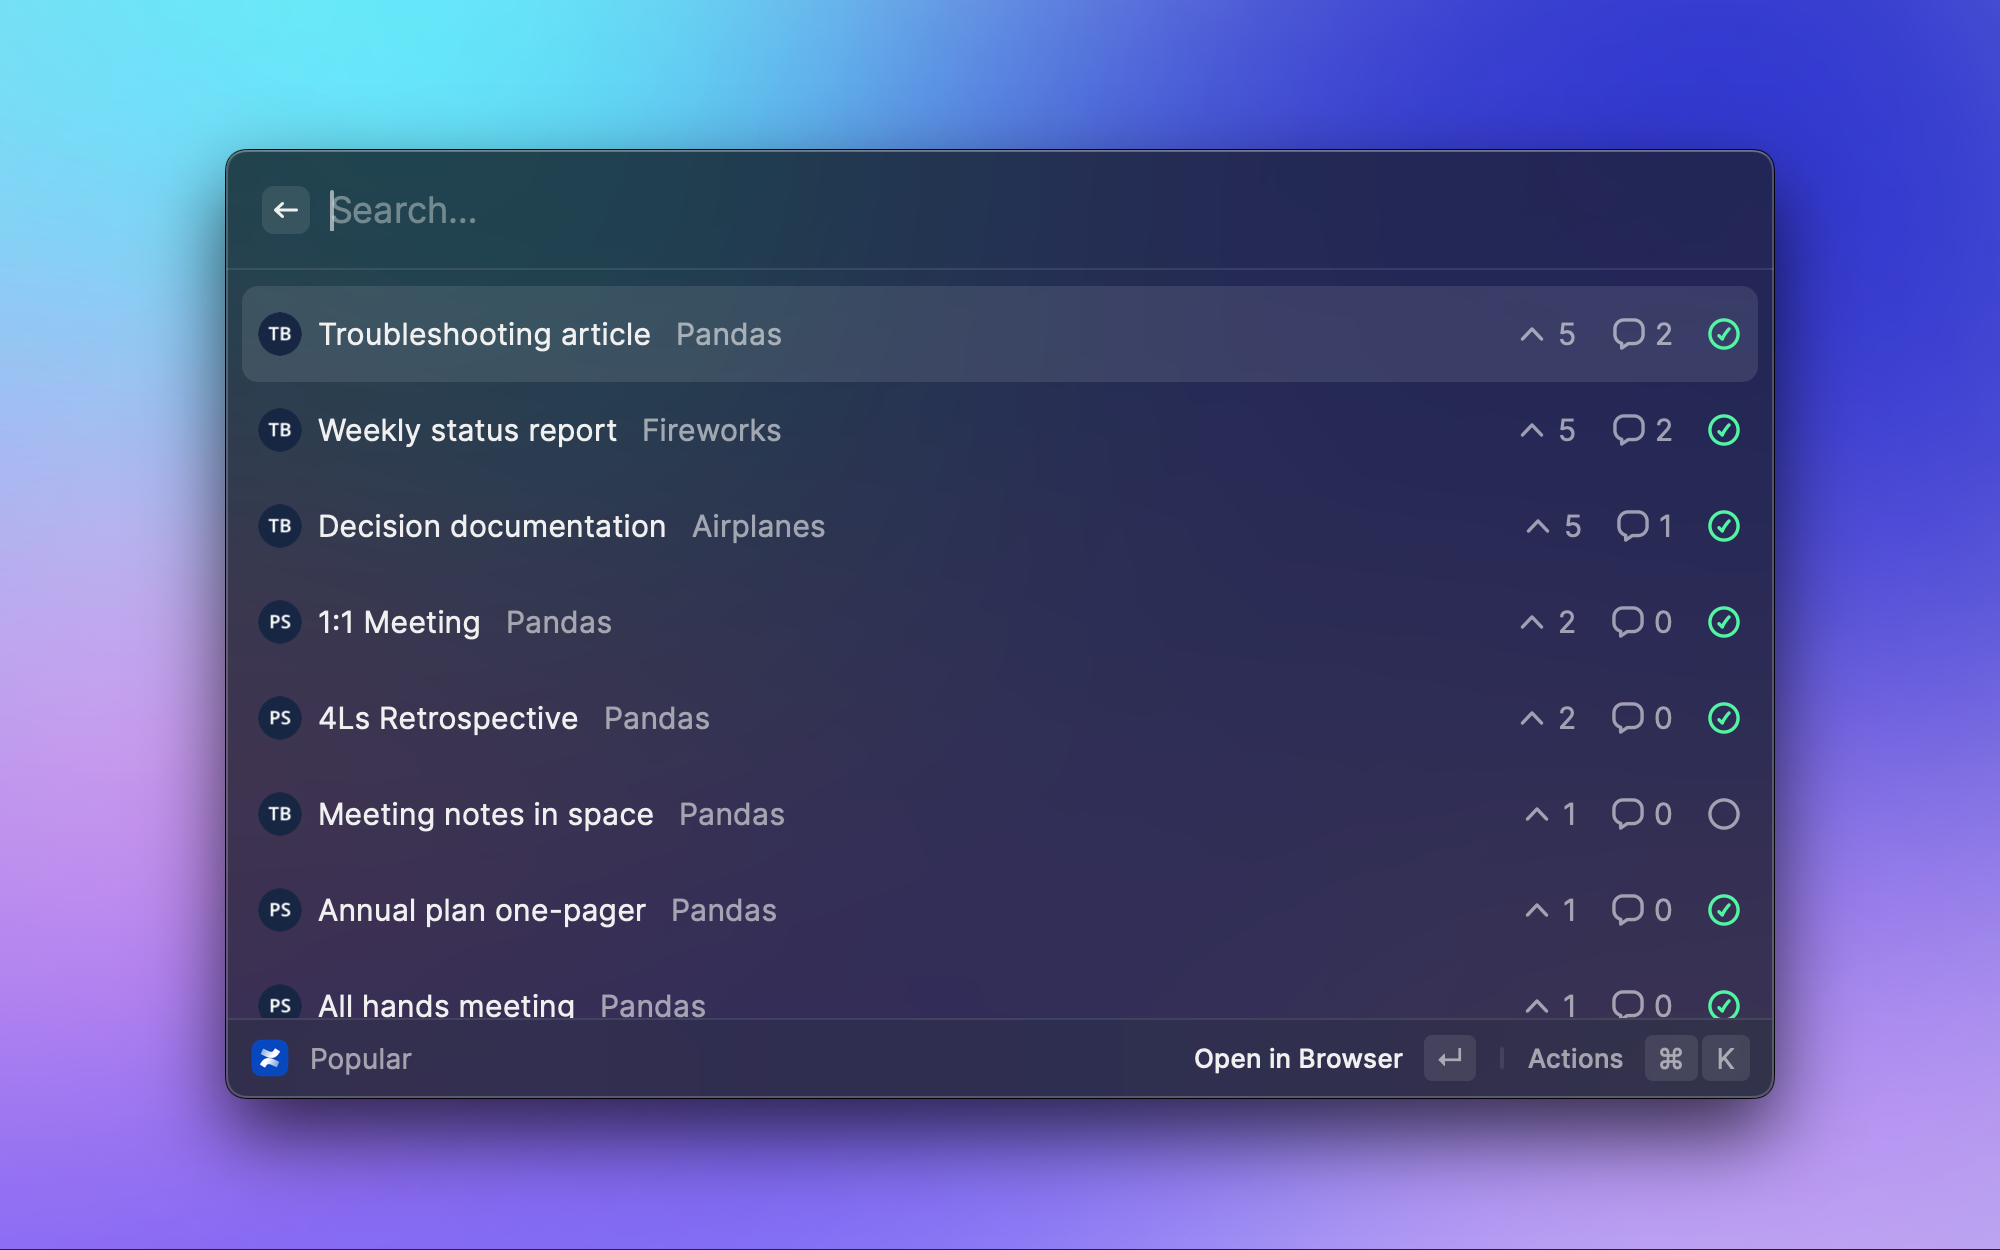 Search...
TB Troubleshooting article Pandas 5 2
TB Weekly status report Fireworks 5 2
TB Decision documentation Airplanes 5 1
PS 1:1 Meeting Pandas 2 0
PS 4Ls Retrospective Pandas 2 0
TB Meeting notes in space Pandas 1 0
PS Annual plan one-pager Pandas 1 0
PS All hands meeting Pandas 1 0
Popular Open in Browser ↵ Actions ⌘ K